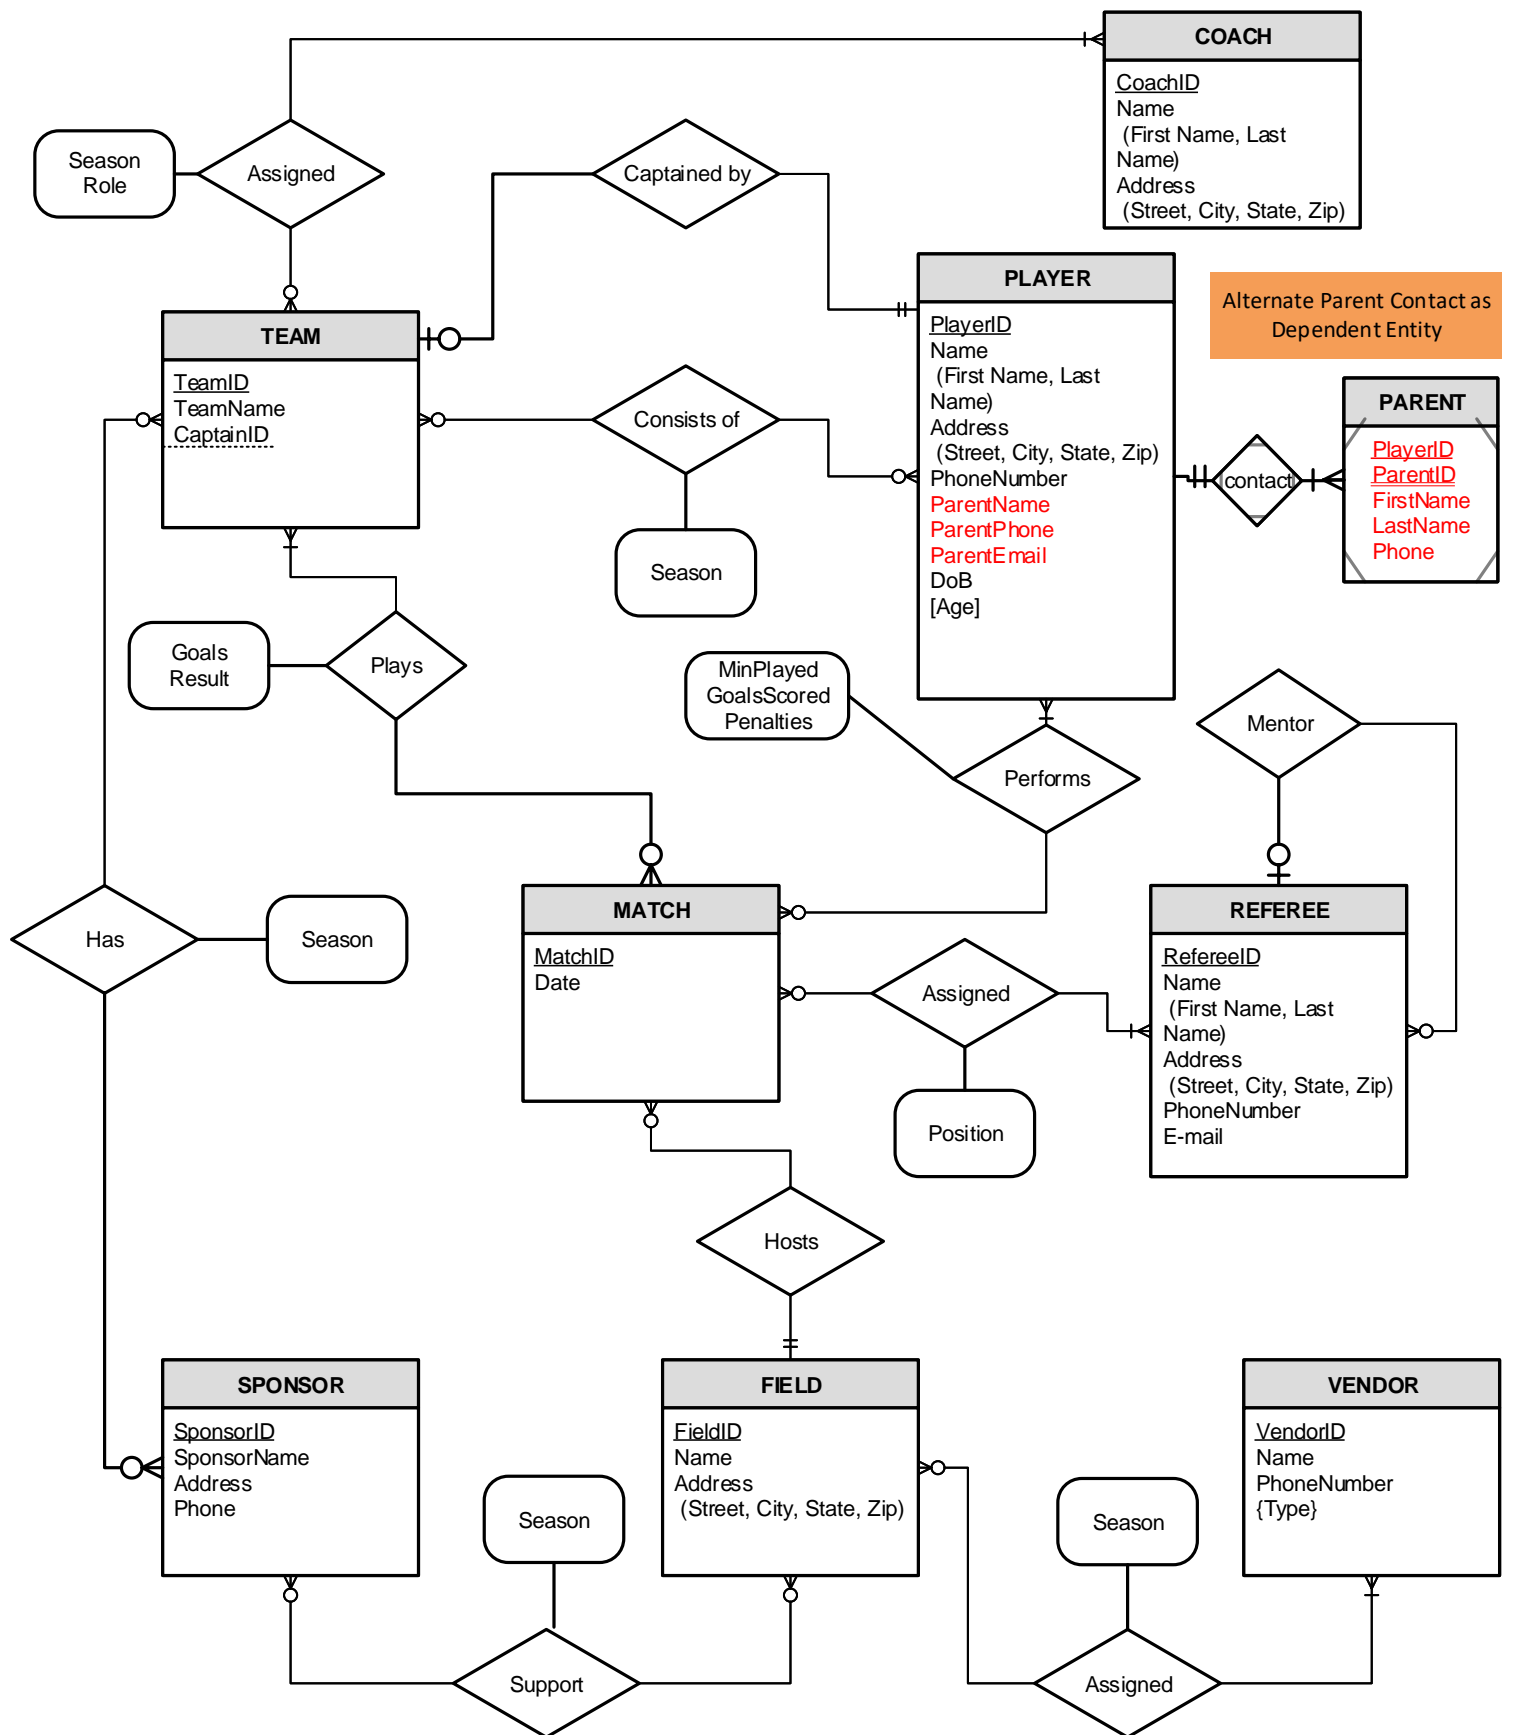 COACH
CoachID
Name
(First Name, Last
Name)
Address
(Street, City, State, Zip)
Season
Role
Assigned
Captained by
PLAYER
PlayerID
Name
(First Name, Last
Name)
Address
(Street, City, State, Zip)
PhoneNumber
ParentName
ParentPhone
ParentEmail
DoB
[Age]
Alternate Parent Contact as
Dependent Entity
TEAM
TeamID
TeamName
CaptainID
Consists of
Season
contact
PARENT
PlayerID
ParentID
FirstName
LastName
Phone
Goals
Result
Plays
MinPlayed
GoalsScored
Penalties
Performs
Mentor
Has
Season
MATCH
MatchID
Date
Assigned
Position
REFEREE
RefereeID
Name
(First Name, Last
Name)
Address
(Street, City, State, Zip)
PhoneNumber
E-mail
Hosts
SPONSOR
SponsorID
SponsorName
Address
Phone
Season
Support
FIELD
FieldID
Name
Address
(Street, City, State, Zip)
Season
Assigned
VENDOR
VendorID
Name
PhoneNumber
{Type}